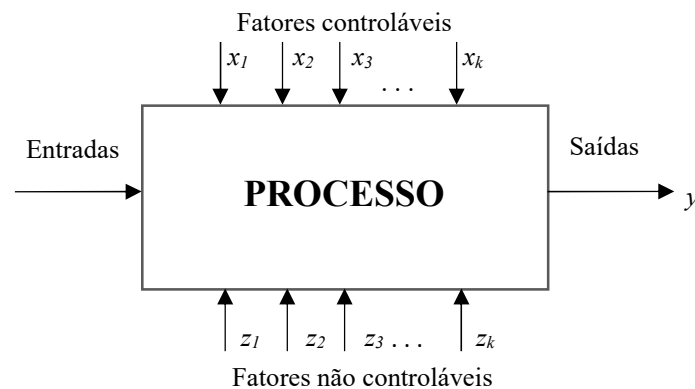 Fatores controláveis
x1 x2 x3 . . . xk
Entradas
Saídas
PROCESSO
y
z1 z2 z3 . . . zk
Fatores não controláveis